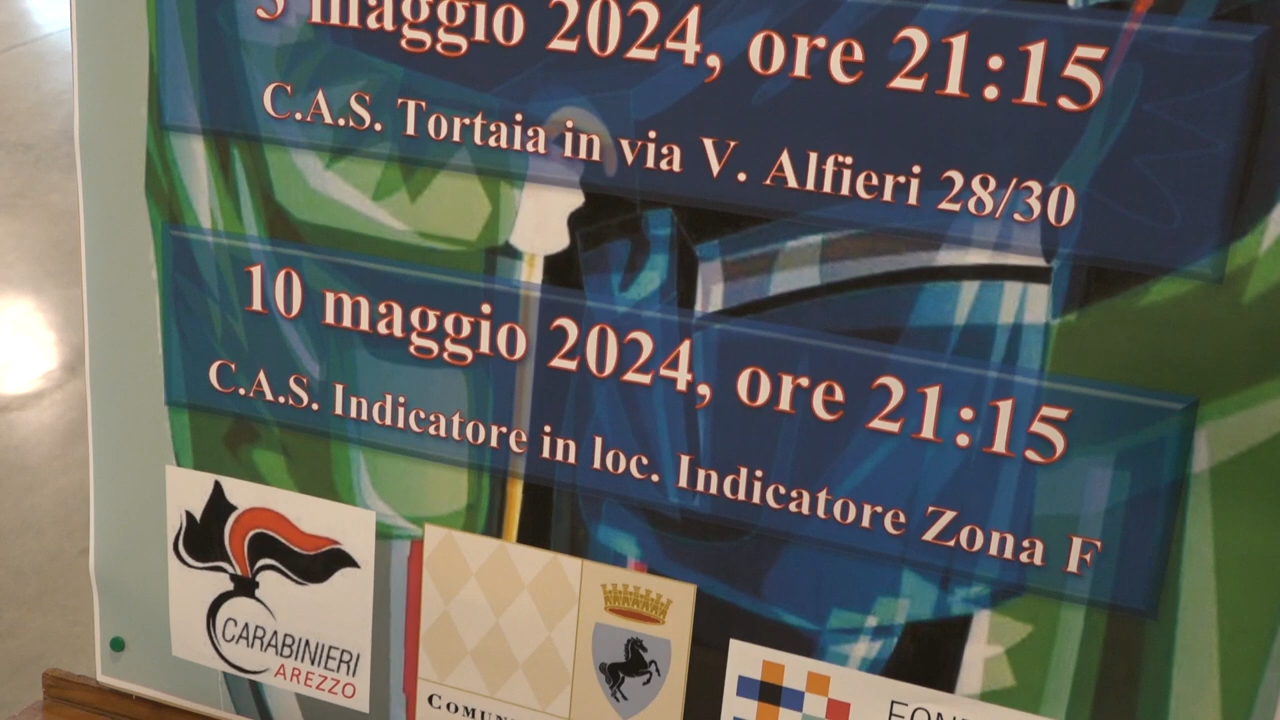 maggio 2024, ore 21:15
C.A.S. Tortaia in via V. Alfieri 28/30
10 maggio 2024, ore 21:15
C.A.S. Indicatore in loc. Indicatore Zona F
CARABINIERI
AREZZO